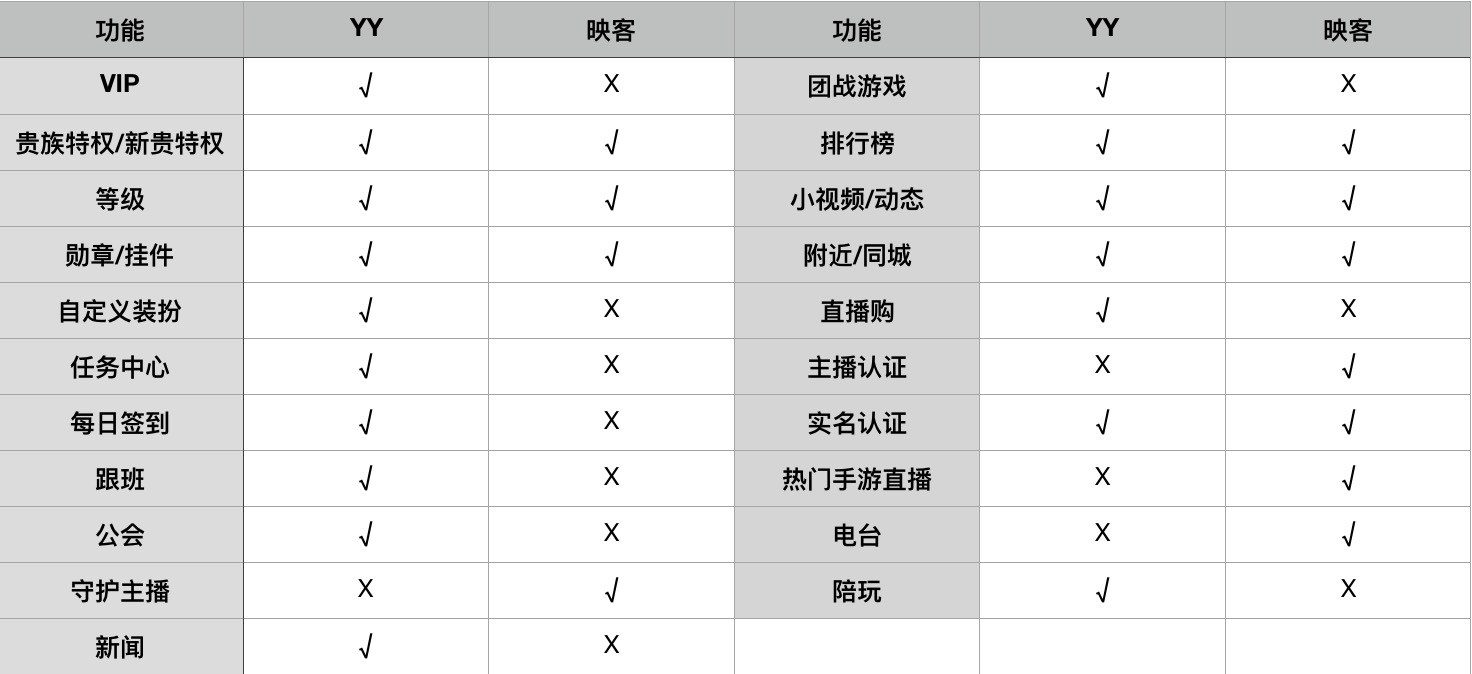 功能 YY 映客 功能 YY 映客
VIP √ X 团战游戏 √ X
贵族特权/新贵特权 √ √ 排行榜 √ √
等级 √ √ 小视频/动态 √ √
勋章/挂件 √ √ 附近/同城 √ √
自定义装扮 √ X 直播购 √ X
任务中心 √ X 主播认证 X √
每日签到 √ X 实名认证 √ √
跟班 √ X 热门手游直播 X √
公会 √ X 电台 X √
守护主播 X √ 陪玩 √ X
新闻 √ X